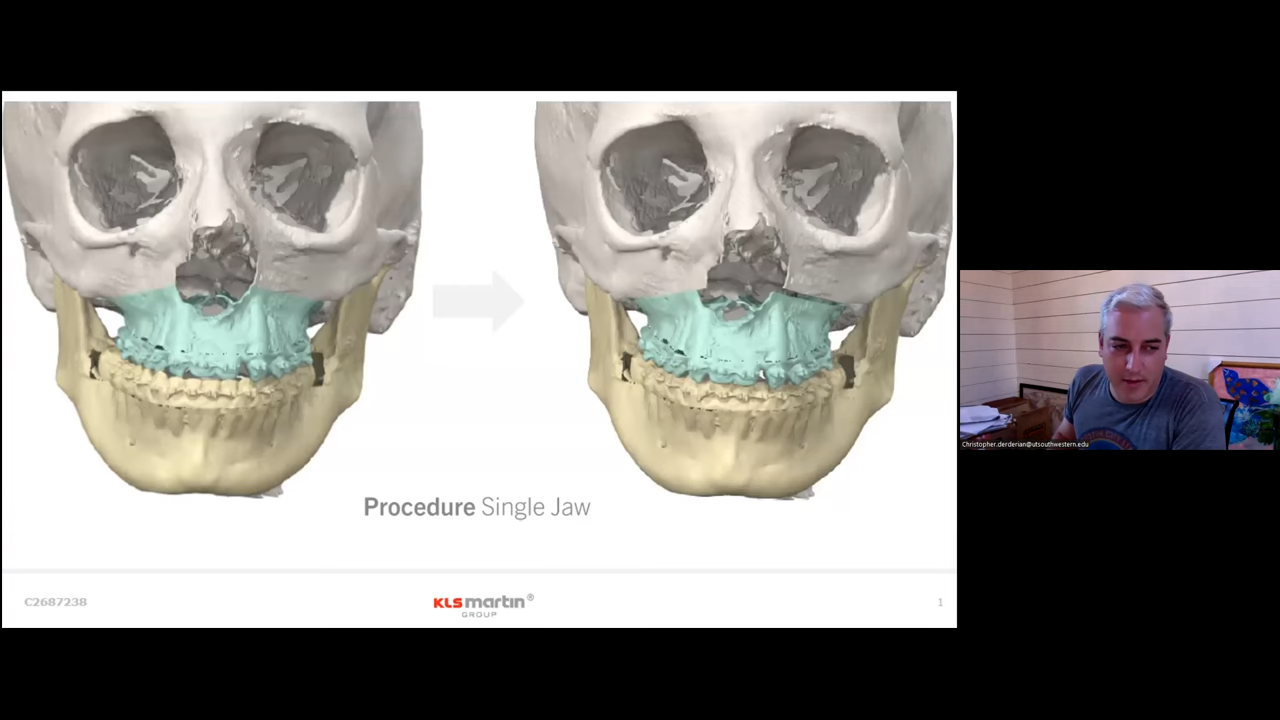 Procedure Single Jaw
C2687238
KLS martin®
GROUP
1
Christopher.derderian@utsouthwestern.edu